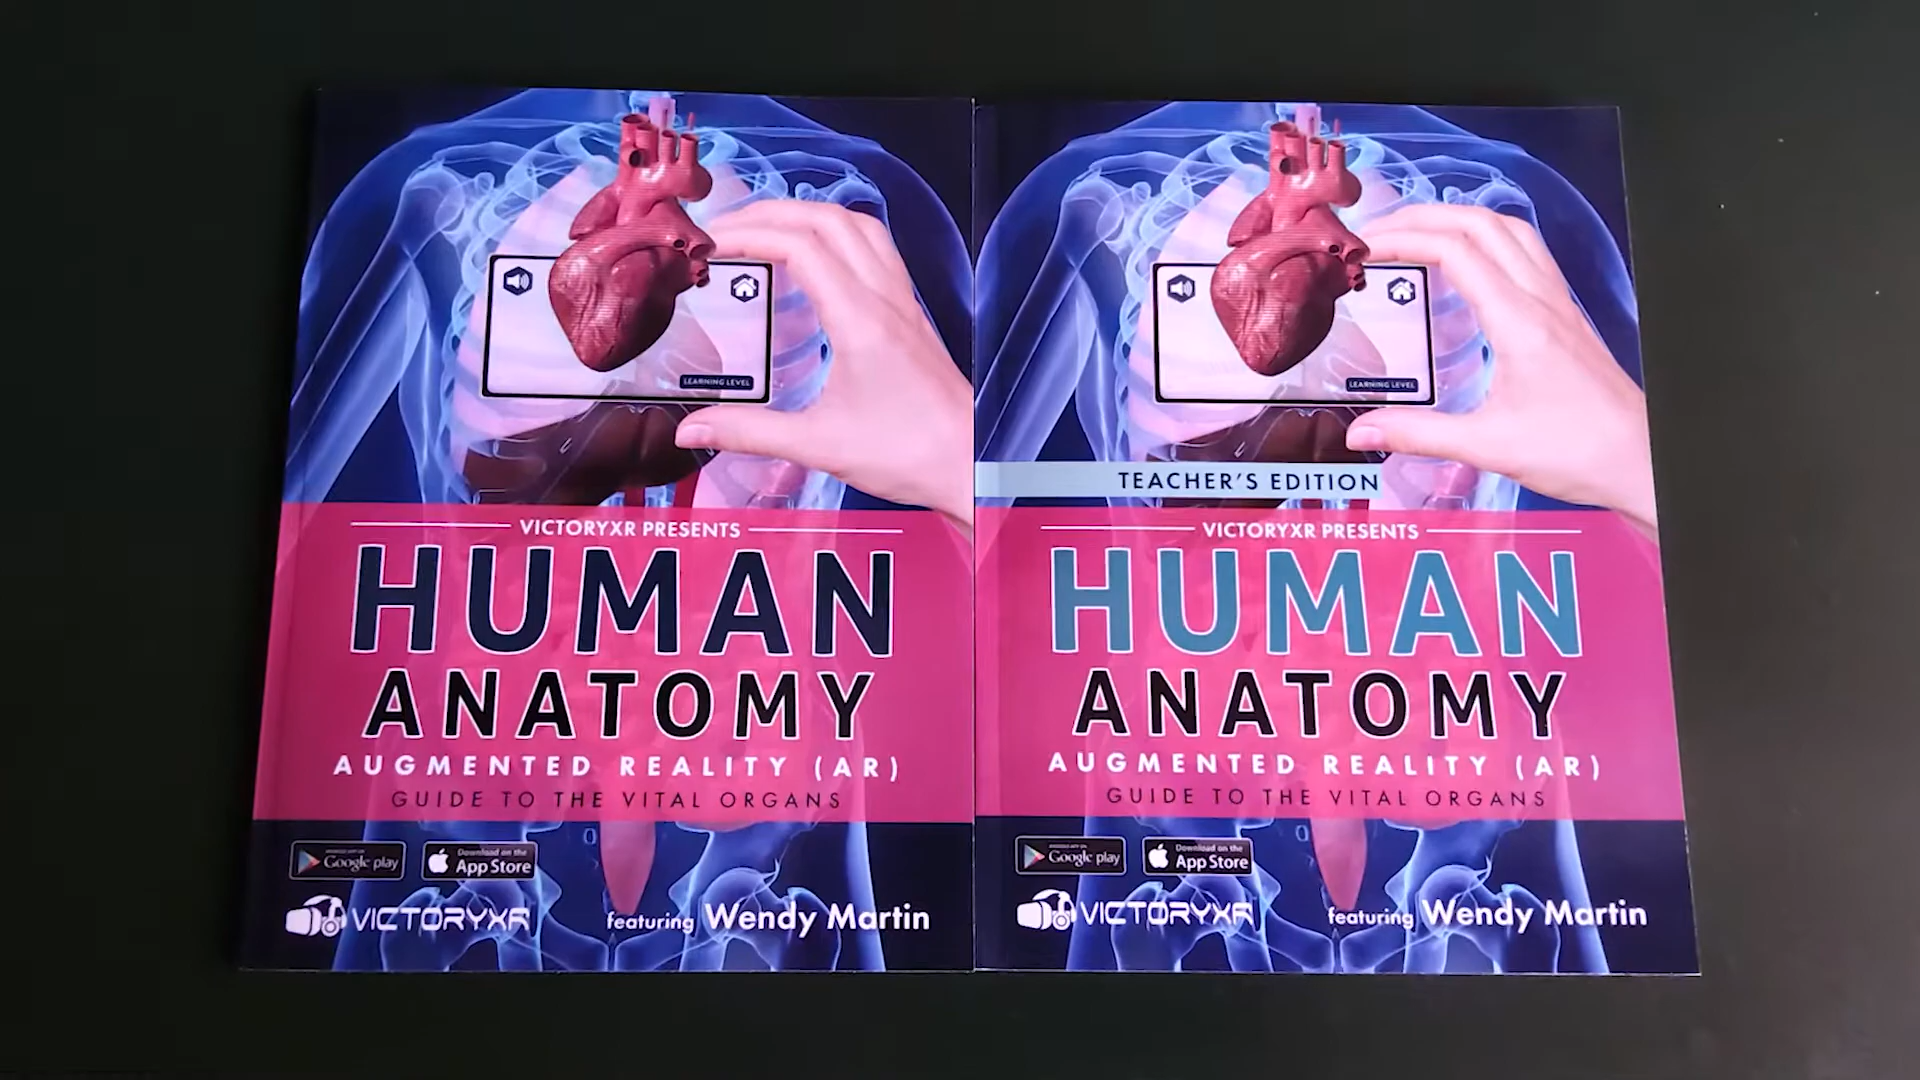 LEARNING LEVEL
VICTORYXR PRESENTS
HUMAN
ANATOMY
AUGMENTED REALITY (AR)
GUIDE TO THE VITAL ORGANS
Google play
Download on the
App Store
VICTORYXR
featuring Wendy Martin
LEARNING LEVEL
TEACHER'S EDITION
VICTORYXR PRESENTS
HUMAN
ANATOMY
AUGMENTED REALITY (AR)
GUIDE TO THE VITAL ORGANS
Google play
Download on the
App Store
VICTORYXR
featuring Wendy Martin